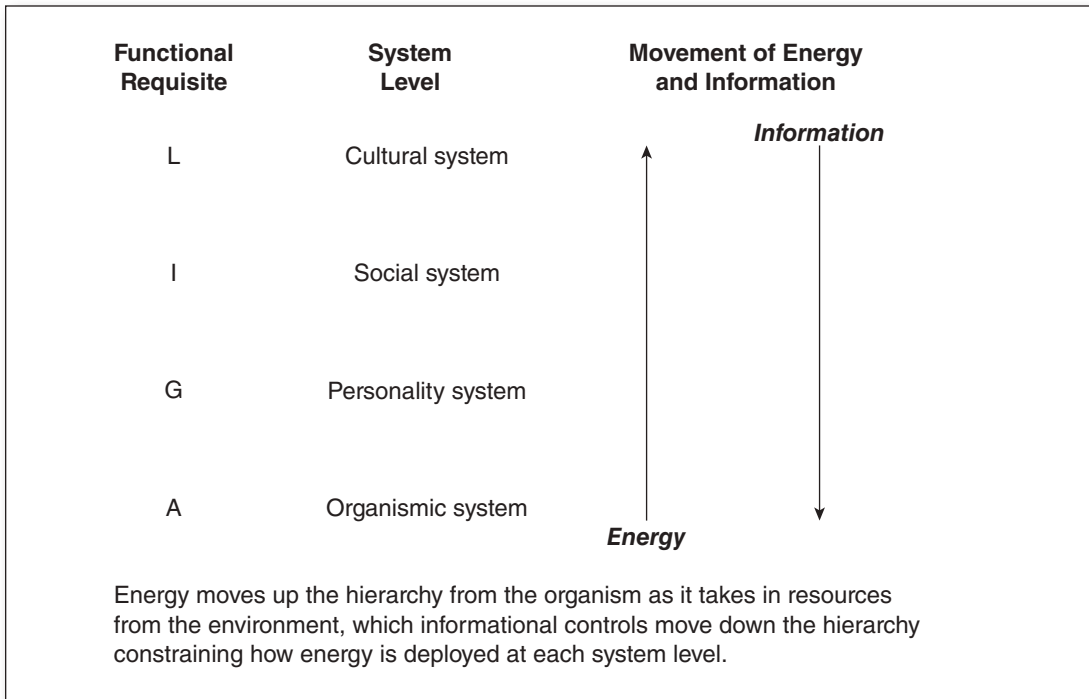 Functional Requisite
System Level
Movement of Energy and Information
Information
L Cultural system
I Social system
G Personality system
A Organismic system
Energy
Energy moves up the hierarchy from the organism as it takes in resources
from the environment, which informational controls move down the hierarchy
constraining how energy is deployed at each system level.